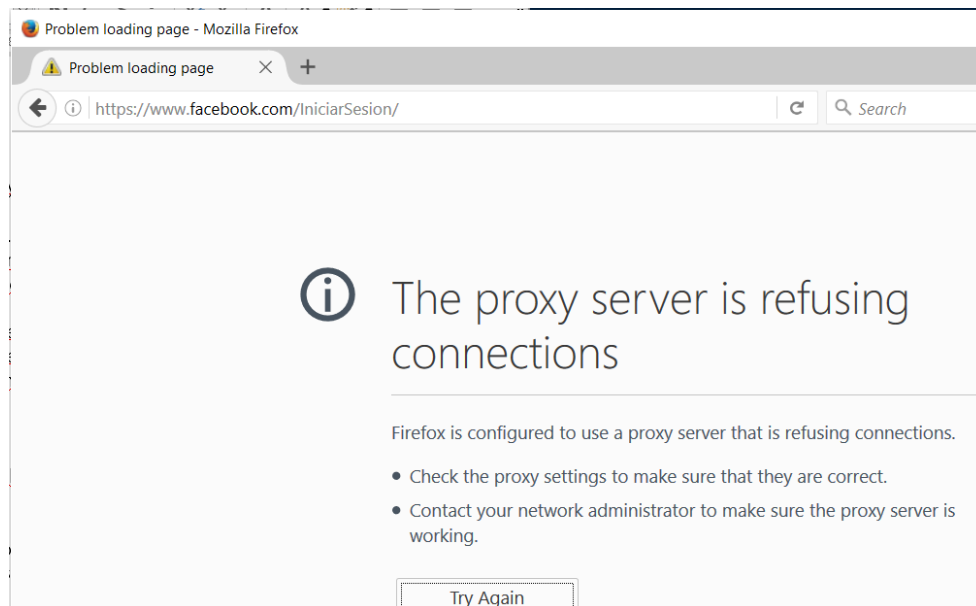 Problem loading page - Mozilla Firefox
Problem loading page
https://www.facebook.com/IniciarSesion/
Search
The proxy server is refusing
connections
Firefox is configured to use a proxy server that is refusing connections.
Check the proxy settings to make sure that they are correct.
Contact your network administrator to make sure the proxy server is
working.
Try Again